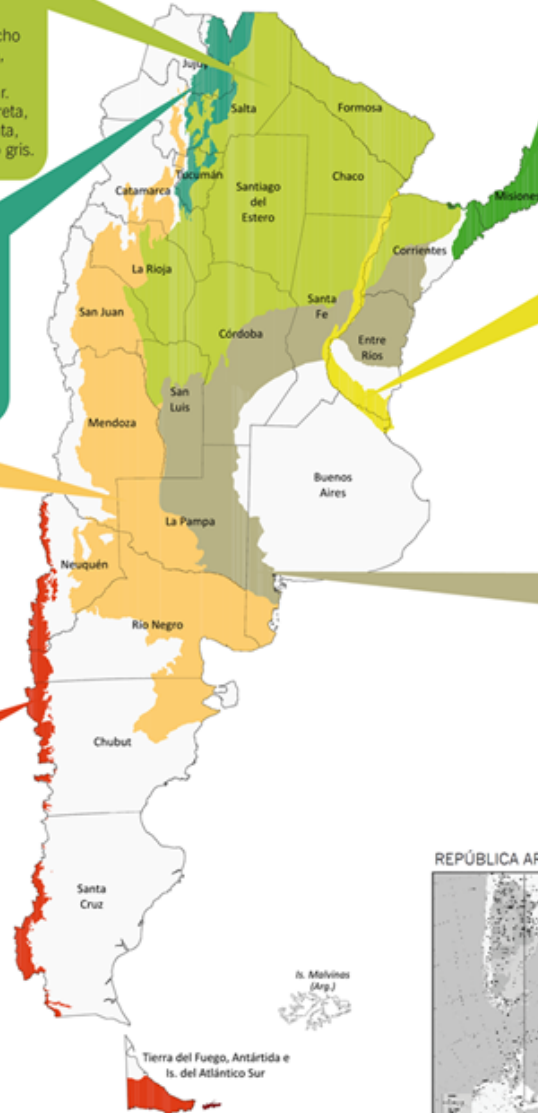 cho
,
r.
reta,
ta,
o gris.
Jujuy
Salta
Formosa
Tucumán
Chaco
Catamarca
Santiago
del
Estero
Misiones
Corrientes
La Rioja
San Juan
Santa
Fe
Córdoba
Entre
Ríos
San
Luis
Mendoza
Buenos
Aires
La Pampa
Neuquén
Río Negro
Chubut
REPÚBLICA AR
Santa
Cruz
Is. Malvinas
(Arg.)
Tierra del Fuego, Antártida e
Is. del Atlántico Sur